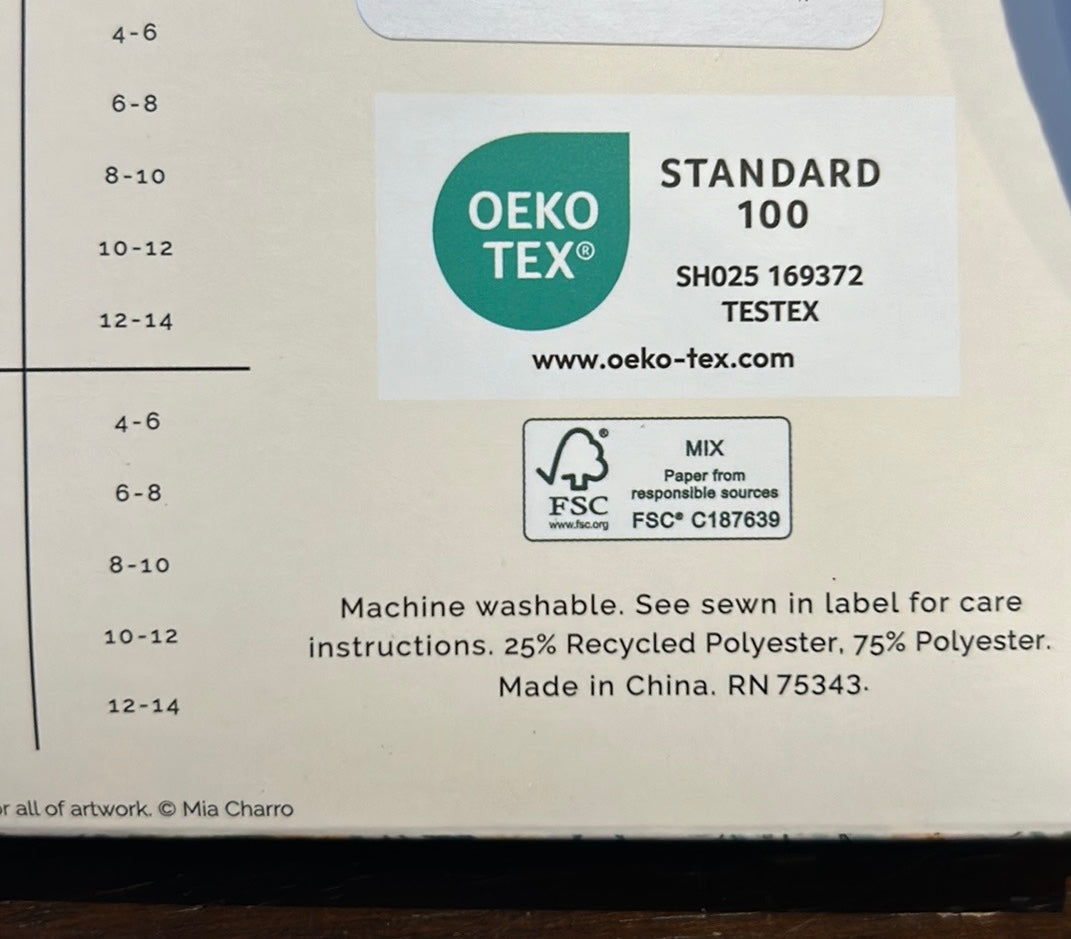 4-6
6-8
8-10
10-12
12-14
4-6
6-8
8-10
10-12
12-14
OEKO
TEX®
STANDARD
100
SH025 169372
TESTEX
www.oeko-tex.com
FSC
www.fsc.org
MIX
Paper from
responsible sources
FSC® C187639
Machine washable. See sewn in label for care
instructions. 25% Recycled Polyester, 75% Polyester.
Made in China. RN 75343.
all of artwork. © Mia Charro